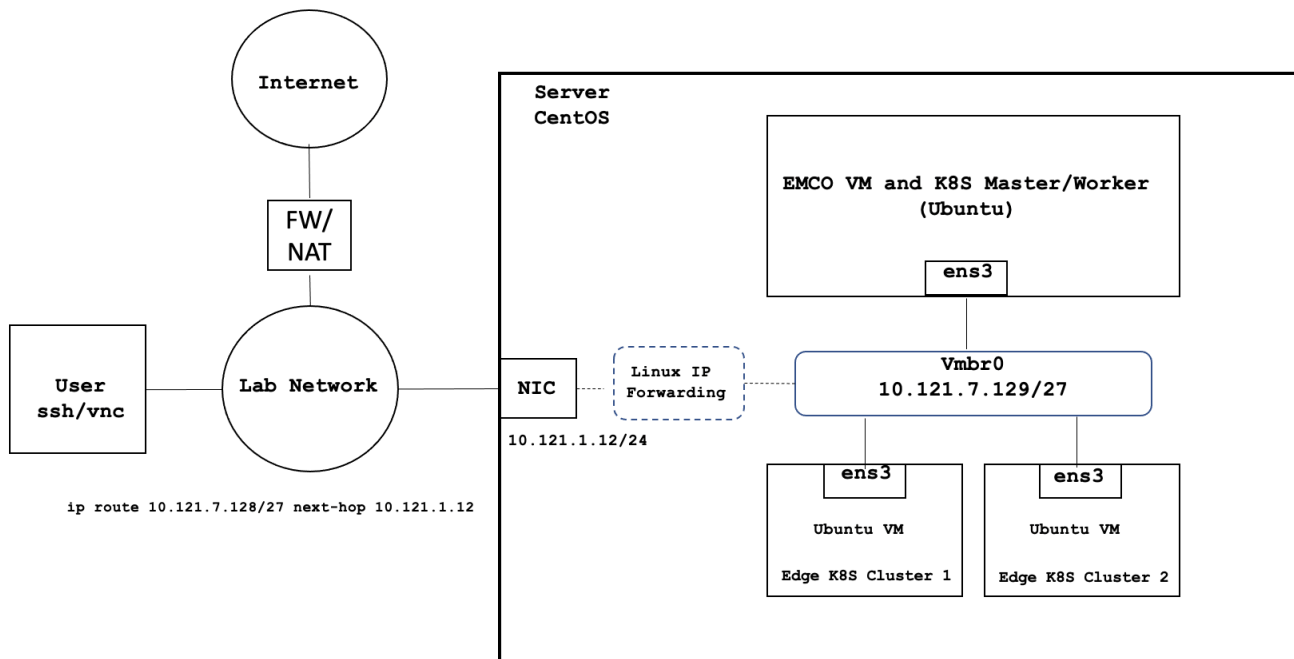 Internet
FW/
NAT
User
ssh/vnc
Lab Network
ip route 10.121.7.128/27 next-hop 10.121.1.12
Server
CentOS
NIC
10.121.1.12/24
Linux IP
Forwarding
EMCO VM and K8S Master/Worker
(Ubuntu)
ens3
Vmbr0
10.121.7.129/27
ens3
Ubuntu VM
Edge K8S Cluster 1
ens3
Ubuntu VM
Edge K8S Cluster 2